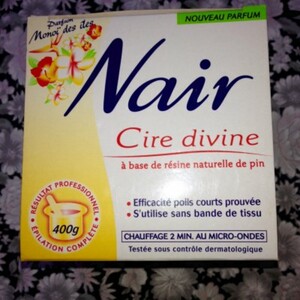 NOUVEAU PARFUM
Parfum
Monoï des îles
Nair
Cire divine
à base de résine naturelle de pin
• Efficacité poils courts prouvée
• S'utilise sans bande de tissu
RÉSULTAT PROFESSIONNEL
400g
ÉPILATION COMPLÈTE
CHAUFFAGE 2 MIN. AU MICRO-ONDES
Testée sous contrôle dermatologique